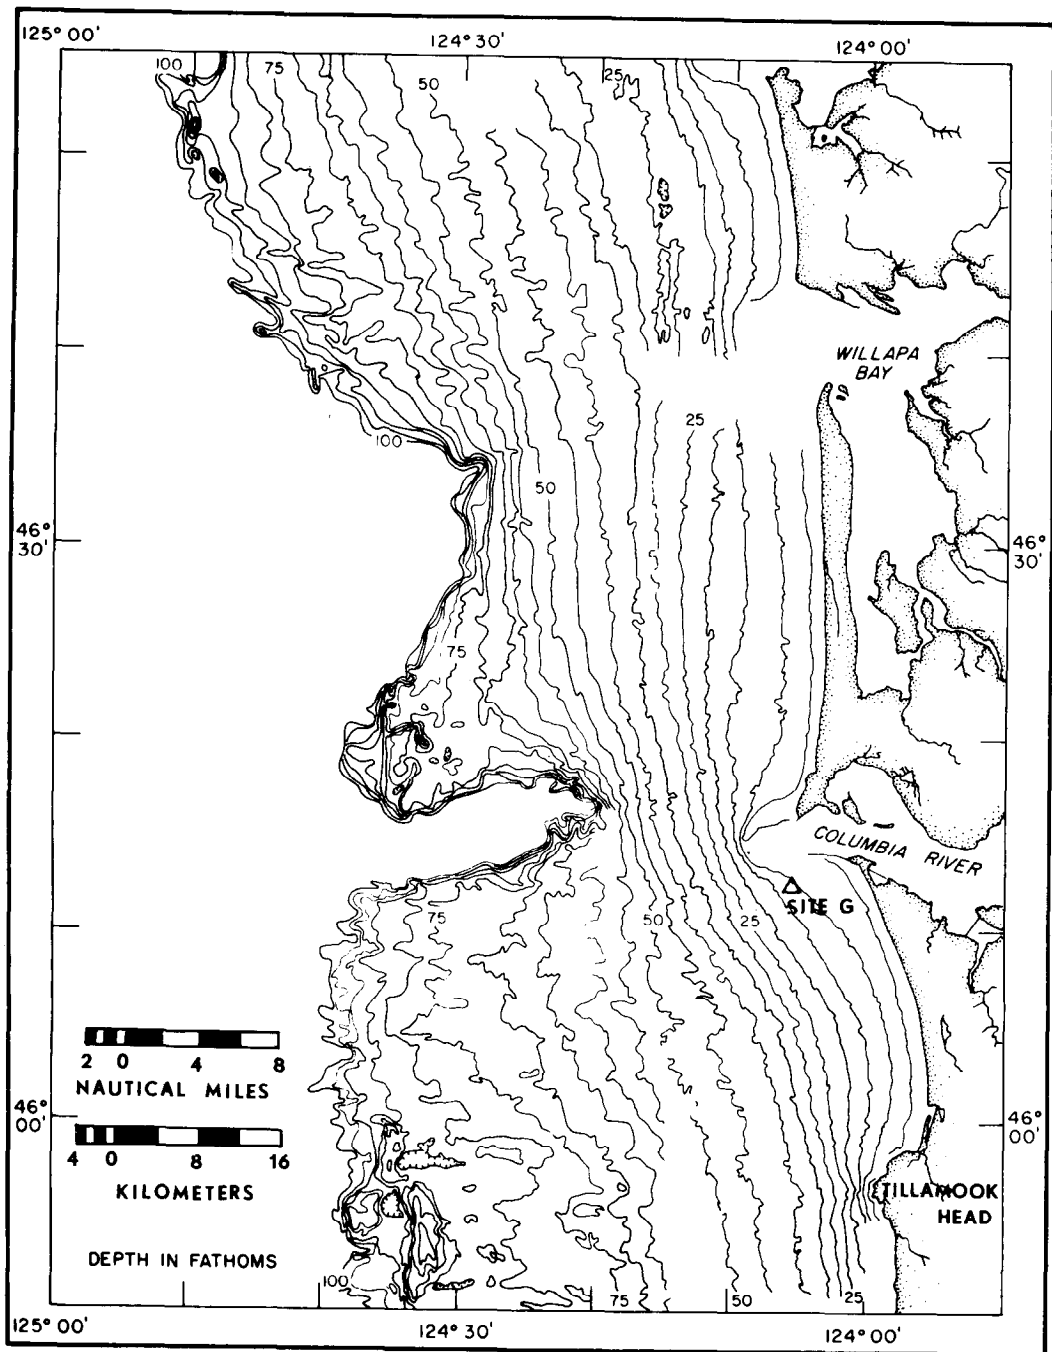 125° 00'
124° 30'
124° 00'
100
75
50
25
WILLAPA
BAY
25
100
50
46°
30'
46°
30'
75
COLUMBIA RIVER
SITE G
75
50
25
2 0 4 8
NAUTICAL MILES
46°
00'
46°
00'
4 0 8 16
KILOMETERS
TILLAMOOK
HEAD
DEPTH IN FATHOMS
100
75
50
25
125° 00'
124° 30'
124° 00'